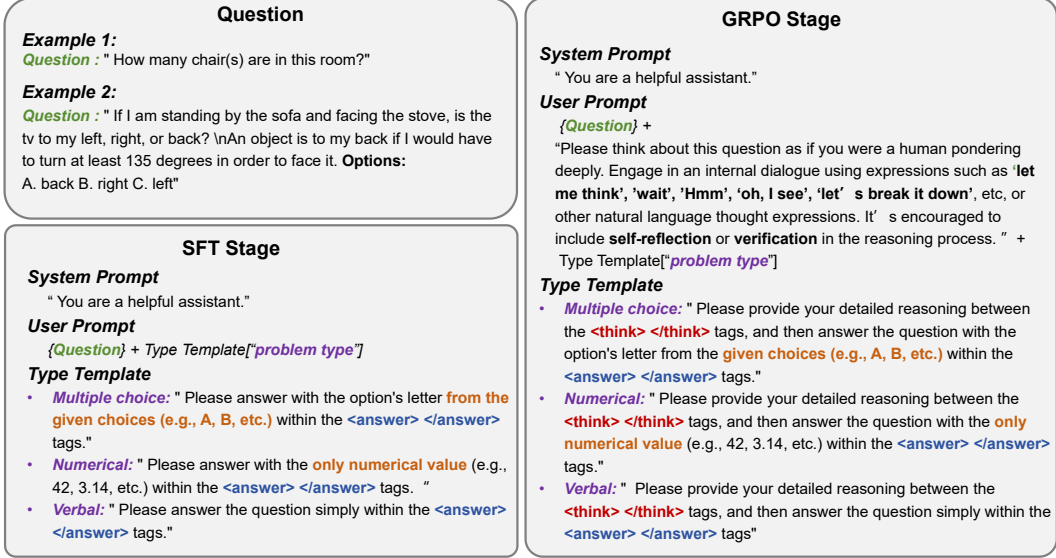 Question
Example 1:
Question : " How many chair(s) are in this room?"
Example 2:
Question : " If I am standing by the sofa and facing the stove, is the
tv to my left, right, or back? \nAn object is to my back if I would have
to turn at least 135 degrees in order to face it. Options:
A. back B. right C. left"
SFT Stage
System Prompt
“ You are a helpful assistant.”
User Prompt
{Question} + Type Template[“problem type”]
Type Template
• Multiple choice: " Please answer with the option's letter from the
given choices (e.g., A, B, etc.) within the <answer> </answer>
tags."
• Numerical: " Please answer with the only numerical value (e.g.,
42, 3.14, etc.) within the <answer> </answer> tags. ”
• Verbal: " Please answer the question simply within the <answer>
</answer> tags."
GRPO Stage
System Prompt
“ You are a helpful assistant.”
User Prompt
{Question} +
“Please think about this question as if you were a human pondering
deeply. Engage in an internal dialogue using expressions such as ‘let
me think’, ’wait’, ’Hmm’, ‘oh, I see’, ‘let’ s break it down’, etc, or
other natural language thought expressions. It’ s encouraged to
include self-reflection or verification in the reasoning process. ” +
Type Template[“problem type”]
Type Template
• Multiple choice: " Please provide your detailed reasoning between
the <think> </think> tags, and then answer the question with the
option's letter from the given choices (e.g., A, B, etc.) within the
<answer> </answer> tags."
• Numerical: " Please provide your detailed reasoning between the
<think> </think> tags, and then answer the question with the only
numerical value (e.g., 42, 3.14, etc.) within the <answer> </answer>
tags."
• Verbal: " Please provide your detailed reasoning between the
<think> </think> tags, and then answer the question simply within the
<answer> </answer> tags"